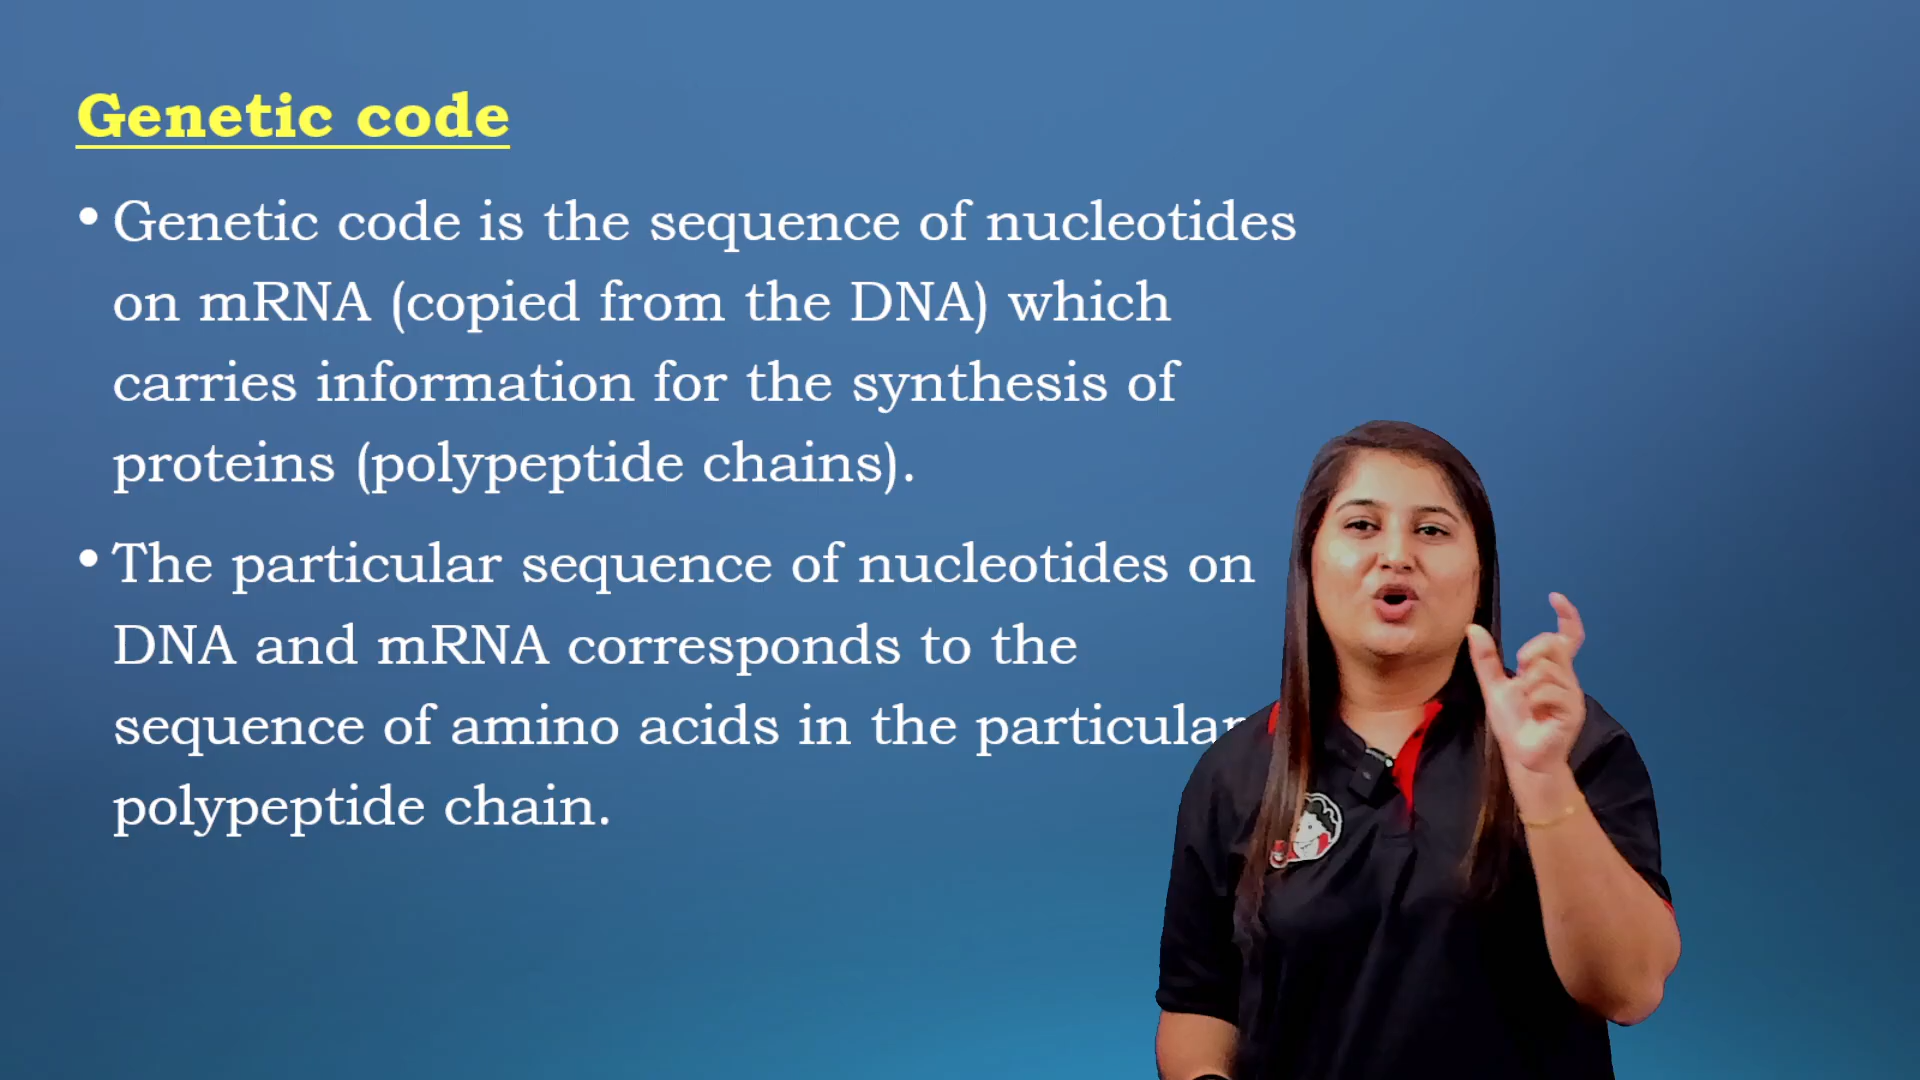 Genetic code
• Genetic code is the sequence of nucleotides
on mRNA (copied from the DNA) which
carries information for the synthesis of
proteins (polypeptide chains).
• The particular sequence of nucleotides on
DNA and mRNA corresponds to the
sequence of amino acids in the particular
polypeptide chain.